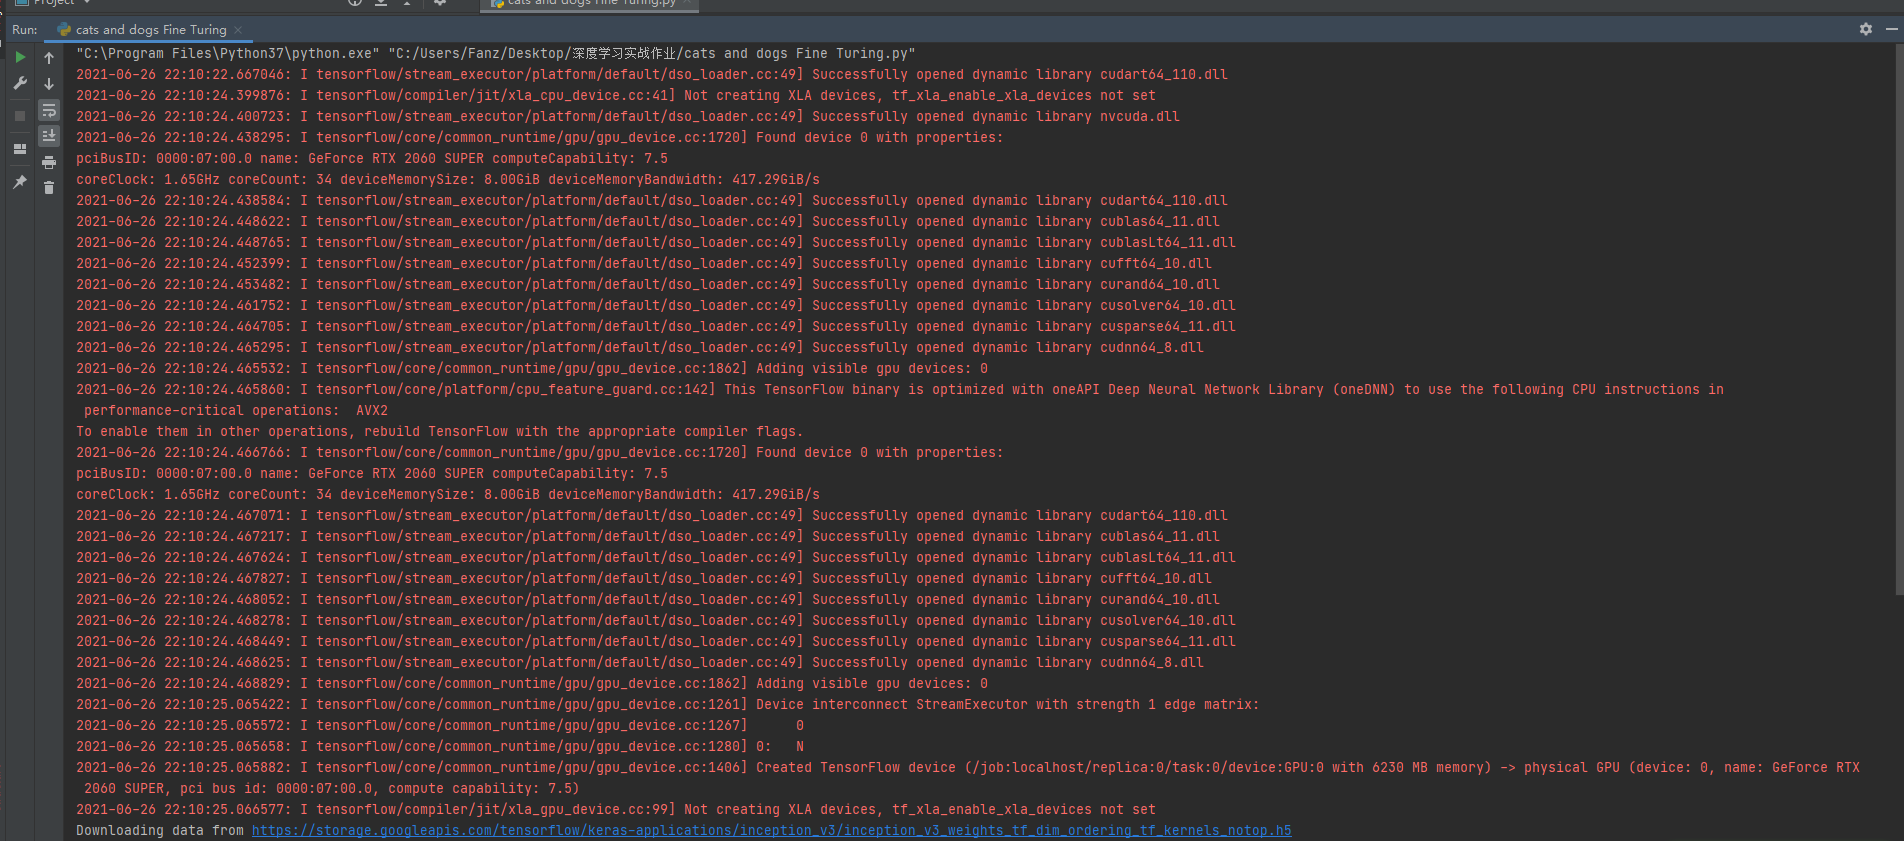 Project
cats and dogs Fine Turing.py
Run: cats and dogs Fine Turing
"C:\Program Files\Python37\python.exe" "C:/Users/Fanz/Desktop/深度学习实战作业/cats and dogs Fine Turing.py"
2021-06-26 22:10:22.667046: I tensorflow/stream_executor/platform/default/dso_loader.cc:49] Successfully opened dynamic library cudart64_110.dll
2021-06-26 22:10:24.399876: I tensorflow/compiler/jit/xla_cpu_device.cc:41] Not creating XLA devices, tf_xla_enable_xla_devices not set
2021-06-26 22:10:24.400723: I tensorflow/stream_executor/platform/default/dso_loader.cc:49] Successfully opened dynamic library nvcuda.dll
2021-06-26 22:10:24.438295: I tensorflow/core/common_runtime/gpu/gpu_device.cc:1720] Found device 0 with properties:
pciBusID: 0000:07:00.0 name: GeForce RTX 2060 SUPER computeCapability: 7.5
coreClock: 1.65GHz coreCount: 34 deviceMemorySize: 8.00GiB deviceMemoryBandwidth: 417.29GiB/s
2021-06-26 22:10:24.438584: I tensorflow/stream_executor/platform/default/dso_loader.cc:49] Successfully opened dynamic library cudart64_110.dll
2021-06-26 22:10:24.448622: I tensorflow/stream_executor/platform/default/dso_loader.cc:49] Successfully opened dynamic library cublas64_11.dll
2021-06-26 22:10:24.448765: I tensorflow/stream_executor/platform/default/dso_loader.cc:49] Successfully opened dynamic library cublasLt64_11.dll
2021-06-26 22:10:24.452399: I tensorflow/stream_executor/platform/default/dso_loader.cc:49] Successfully opened dynamic library cufft64_10.dll
2021-06-26 22:10:24.453482: I tensorflow/stream_executor/platform/default/dso_loader.cc:49] Successfully opened dynamic library curand64_10.dll
2021-06-26 22:10:24.461752: I tensorflow/stream_executor/platform/default/dso_loader.cc:49] Successfully opened dynamic library cusolver64_10.dll
2021-06-26 22:10:24.464705: I tensorflow/stream_executor/platform/default/dso_loader.cc:49] Successfully opened dynamic library cusparse64_11.dll
2021-06-26 22:10:24.465295: I tensorflow/stream_executor/platform/default/dso_loader.cc:49] Successfully opened dynamic library cudnn64_8.dll
2021-06-26 22:10:24.465532: I tensorflow/core/common_runtime/gpu/gpu_device.cc:1862] Adding visible gpu devices: 0
2021-06-26 22:10:24.465860: I tensorflow/core/platform/cpu_feature_guard.cc:142] This TensorFlow binary is optimized with oneAPI Deep Neural Network Library (oneDNN) to use the following CPU instructions in
performance-critical operations:  AVX2
To enable them in other operations, rebuild TensorFlow with the appropriate compiler flags.
2021-06-26 22:10:24.466766: I tensorflow/core/common_runtime/gpu/gpu_device.cc:1720] Found device 0 with properties:
pciBusID: 0000:07:00.0 name: GeForce RTX 2060 SUPER computeCapability: 7.5
coreClock: 1.65GHz coreCount: 34 deviceMemorySize: 8.00GiB deviceMemoryBandwidth: 417.29GiB/s
2021-06-26 22:10:24.467071: I tensorflow/stream_executor/platform/default/dso_loader.cc:49] Successfully opened dynamic library cudart64_110.dll
2021-06-26 22:10:24.467217: I tensorflow/stream_executor/platform/default/dso_loader.cc:49] Successfully opened dynamic library cublas64_11.dll
2021-06-26 22:10:24.467624: I tensorflow/stream_executor/platform/default/dso_loader.cc:49] Successfully opened dynamic library cublasLt64_11.dll
2021-06-26 22:10:24.467827: I tensorflow/stream_executor/platform/default/dso_loader.cc:49] Successfully opened dynamic library cufft64_10.dll
2021-06-26 22:10:24.468052: I tensorflow/stream_executor/platform/default/dso_loader.cc:49] Successfully opened dynamic library curand64_10.dll
2021-06-26 22:10:24.468278: I tensorflow/stream_executor/platform/default/dso_loader.cc:49] Successfully opened dynamic library cusolver64_10.dll
2021-06-26 22:10:24.468449: I tensorflow/stream_executor/platform/default/dso_loader.cc:49] Successfully opened dynamic library cusparse64_11.dll
2021-06-26 22:10:24.468625: I tensorflow/stream_executor/platform/default/dso_loader.cc:49] Successfully opened dynamic library cudnn64_8.dll
2021-06-26 22:10:24.468829: I tensorflow/core/common_runtime/gpu/gpu_device.cc:1862] Adding visible gpu devices: 0
2021-06-26 22:10:25.065422: I tensorflow/core/common_runtime/gpu/gpu_device.cc:1261] Device interconnect StreamExecutor with strength 1 edge matrix:
2021-06-26 22:10:25.065572: I tensorflow/core/common_runtime/gpu/gpu_device.cc:1267]      0
2021-06-26 22:10:25.065658: I tensorflow/core/common_runtime/gpu/gpu_device.cc:1280] 0:   N
2021-06-26 22:10:25.065882: I tensorflow/core/common_runtime/gpu/gpu_device.cc:1406] Created TensorFlow device (/job:localhost/replica:0/task:0/device:GPU:0 with 6230 MB memory) -> physical GPU (device: 0, name: GeForce RTX
2060 SUPER, pci bus id: 0000:07:00.0, compute capability: 7.5)
2021-06-26 22:10:25.066577: I tensorflow/compiler/jit/xla_gpu_device.cc:99] Not creating XLA devices, tf_xla_enable_xla_devices not set
Downloading data from https://storage.googleapis.com/tensorflow/keras-applications/inception_v3/inception_v3_weights_tf_dim_ordering_tf_kernels_notop.h5